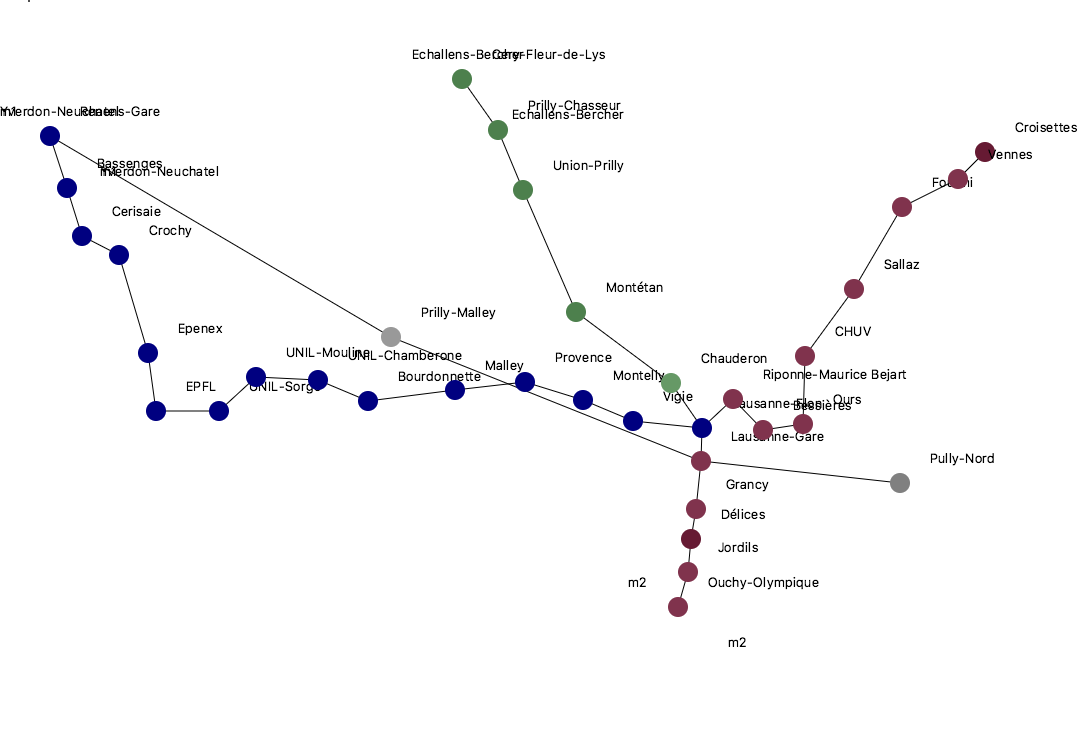 Echallens-Bercher
Cery-Fleur-de-Lys
Prilly-Chasseur
Echallens-Bercher
Yverdon-Neuchatel
Renens-Gare
Croisettes
Vennes
Bassenges
Yverdon-Neuchatel
Union-Prilly
Fourmi
Cerisaie
Crochy
Sallaz
Montétan
Prilly-Malley
Epenex
CHUV
UNIL-Mouline
UNIL-Chamberone
Malley
Provence
Chauderon
Bourdonnette
Montelly
Riponne-Maurice Bejart
EPFL
UNIL-Sorge
Vigie
Lausanne-Flon
Bessières
Ours
Lausanne-Gare
Pully-Nord
Grancy
Délices
Jordils
m2
Ouchy-Olympique
m2